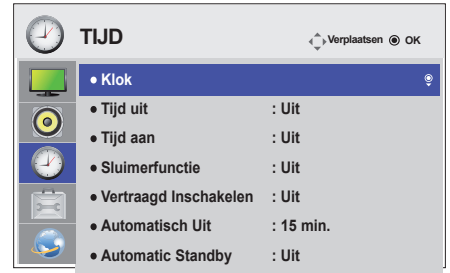 TIJD Verplaatsen OK
• Klok
• Tijd uit : Uit
• Tijd aan : Uit
• Sluimerfunctie : Uit
• Vertraagd Inschakelen : Uit
• Automatisch Uit : 15 min.
• Automatic Standby : Uit